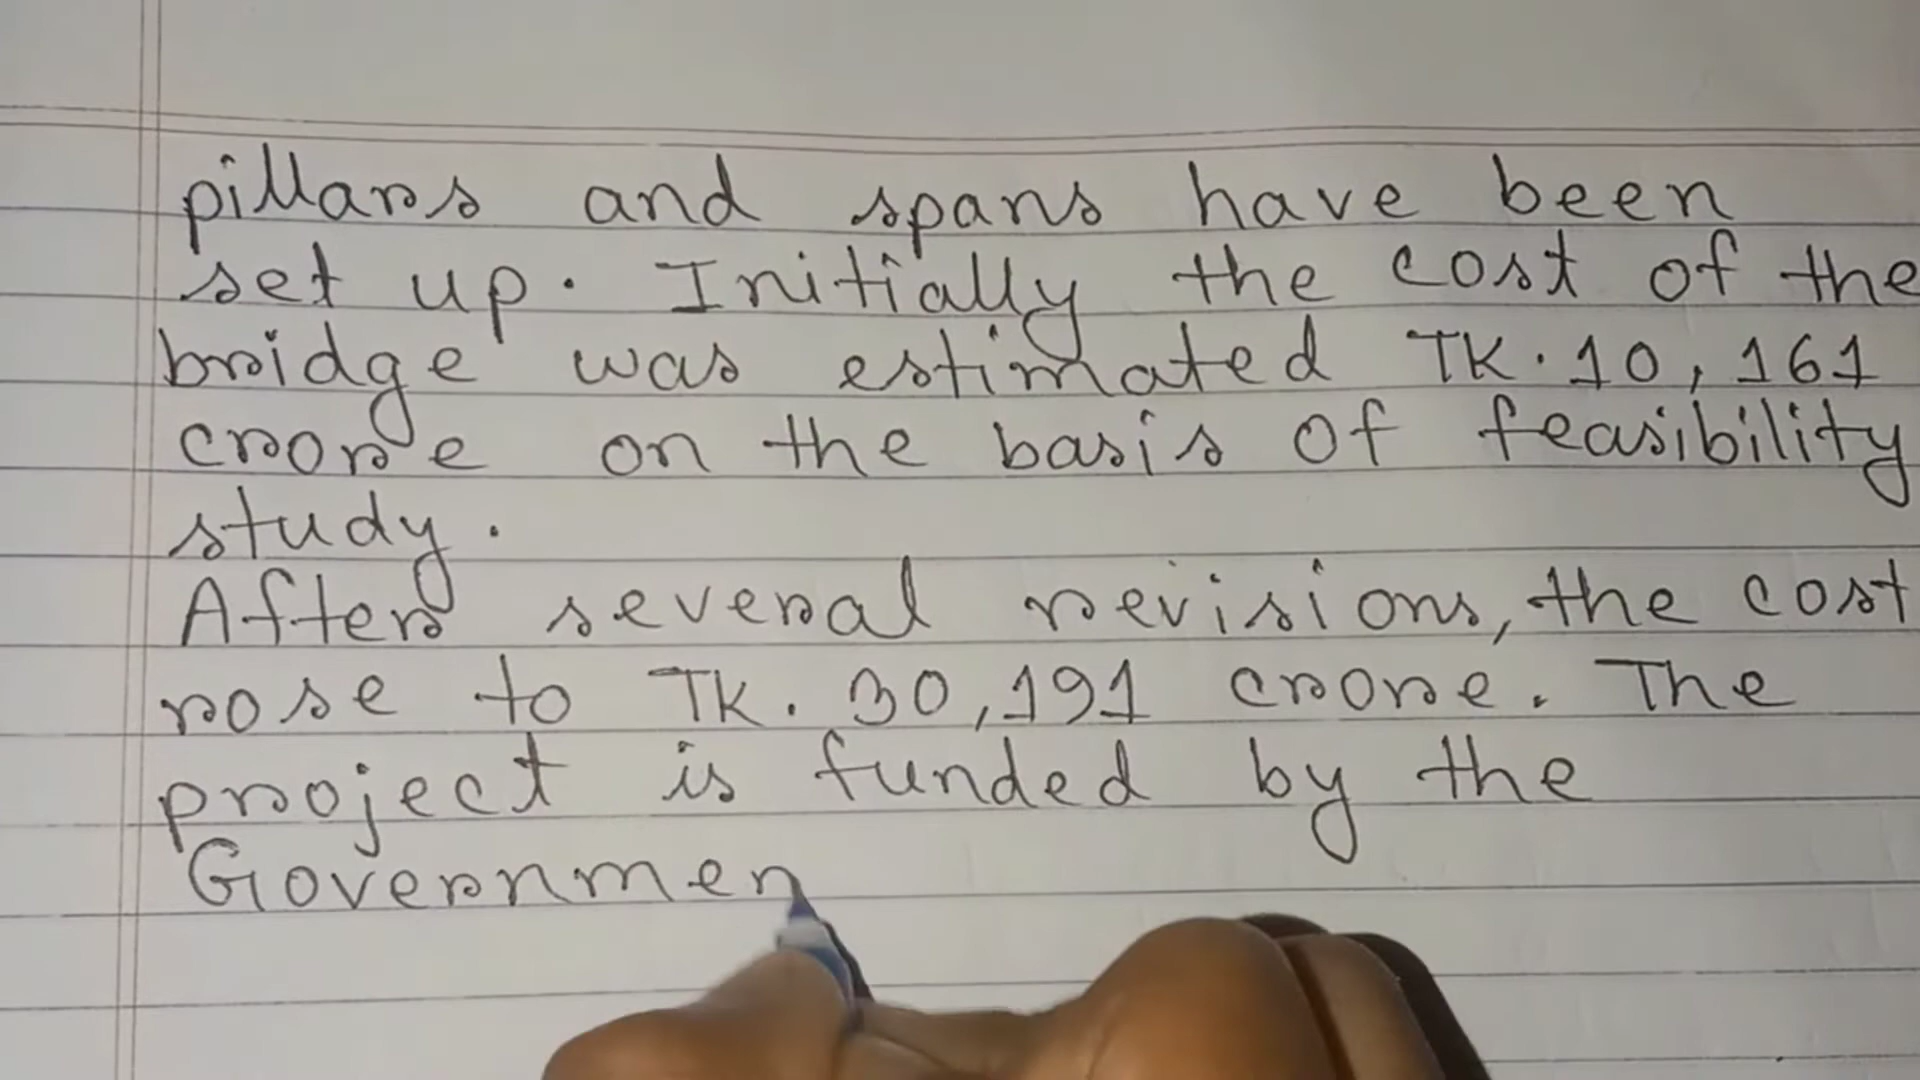 pillars and spans have been
set up. Initially the cost of the
bridge was estimated TK. 10, 161
crore on the basis of feasibility
study.
After several revisions, the cost
rose to TK. 30,191 crore. The
project is funded by the
Governmen